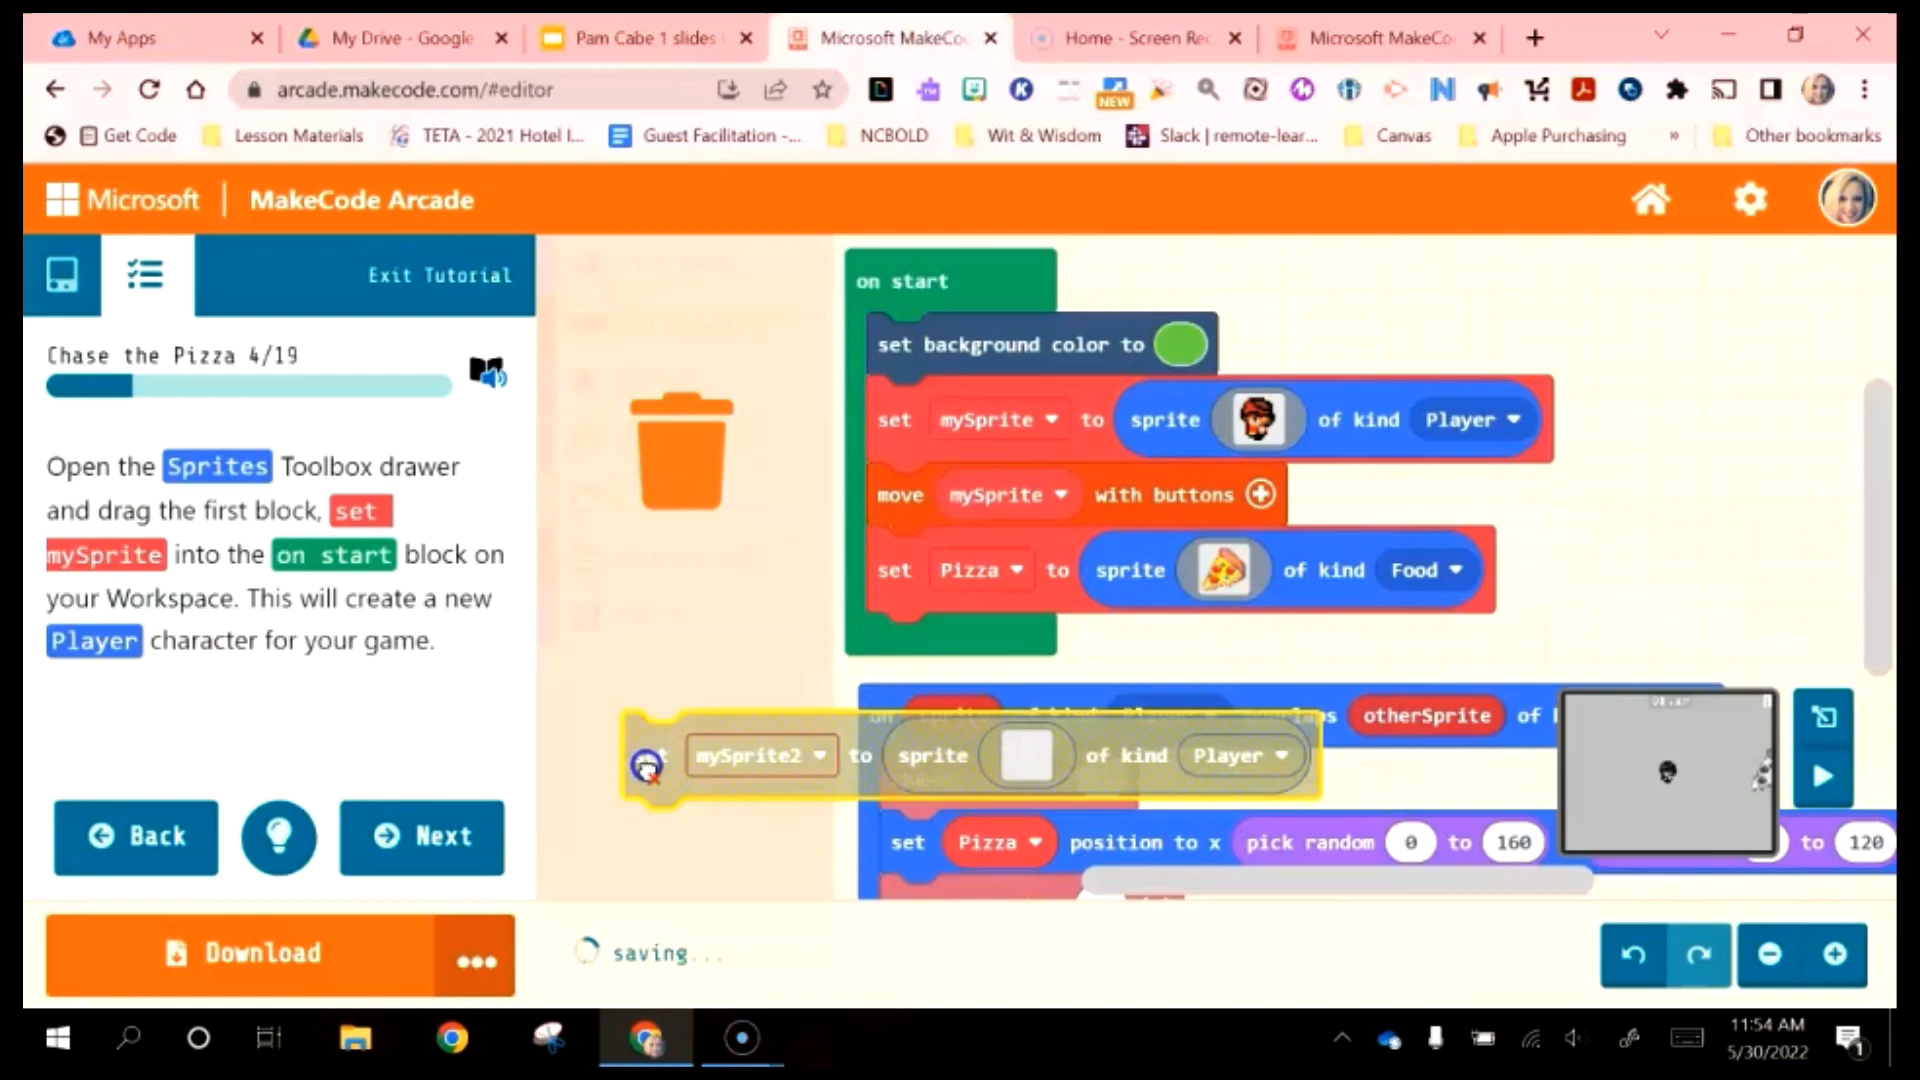 My Apps
My Drive - Google
Pam Cabe 1 slides
Microsoft MakeCo
Home - Screen Rec
Microsoft MakeCo
arcade.makecode.com/#editor
NEW
Get Code
Lesson Materials
TETA - 2021 Hotel I...
Guest Facilitation -...
NCBOLD
Wit & Wisdom
Slack | remote-lear...
Canvas
Apple Purchasing
»
Other bookmarks
Microsoft | MakeCode Arcade
Exit Tutorial
Chase the Pizza 4/19
Open the Sprites Toolbox drawer
and drag the first block, set
mySprite into the on start block on
your Workspace. This will create a new
Player character for your game.
Back
Next
Download
saving...
on start
set background color to
set mySprite to sprite of kind Player
move mySprite with buttons
set Pizza to sprite of kind Food
otherSprite of
mySprite2 to sprite of kind Player
set Pizza position to x pick random 0 to 160
to 120
11:54 AM
5/30/2022
1